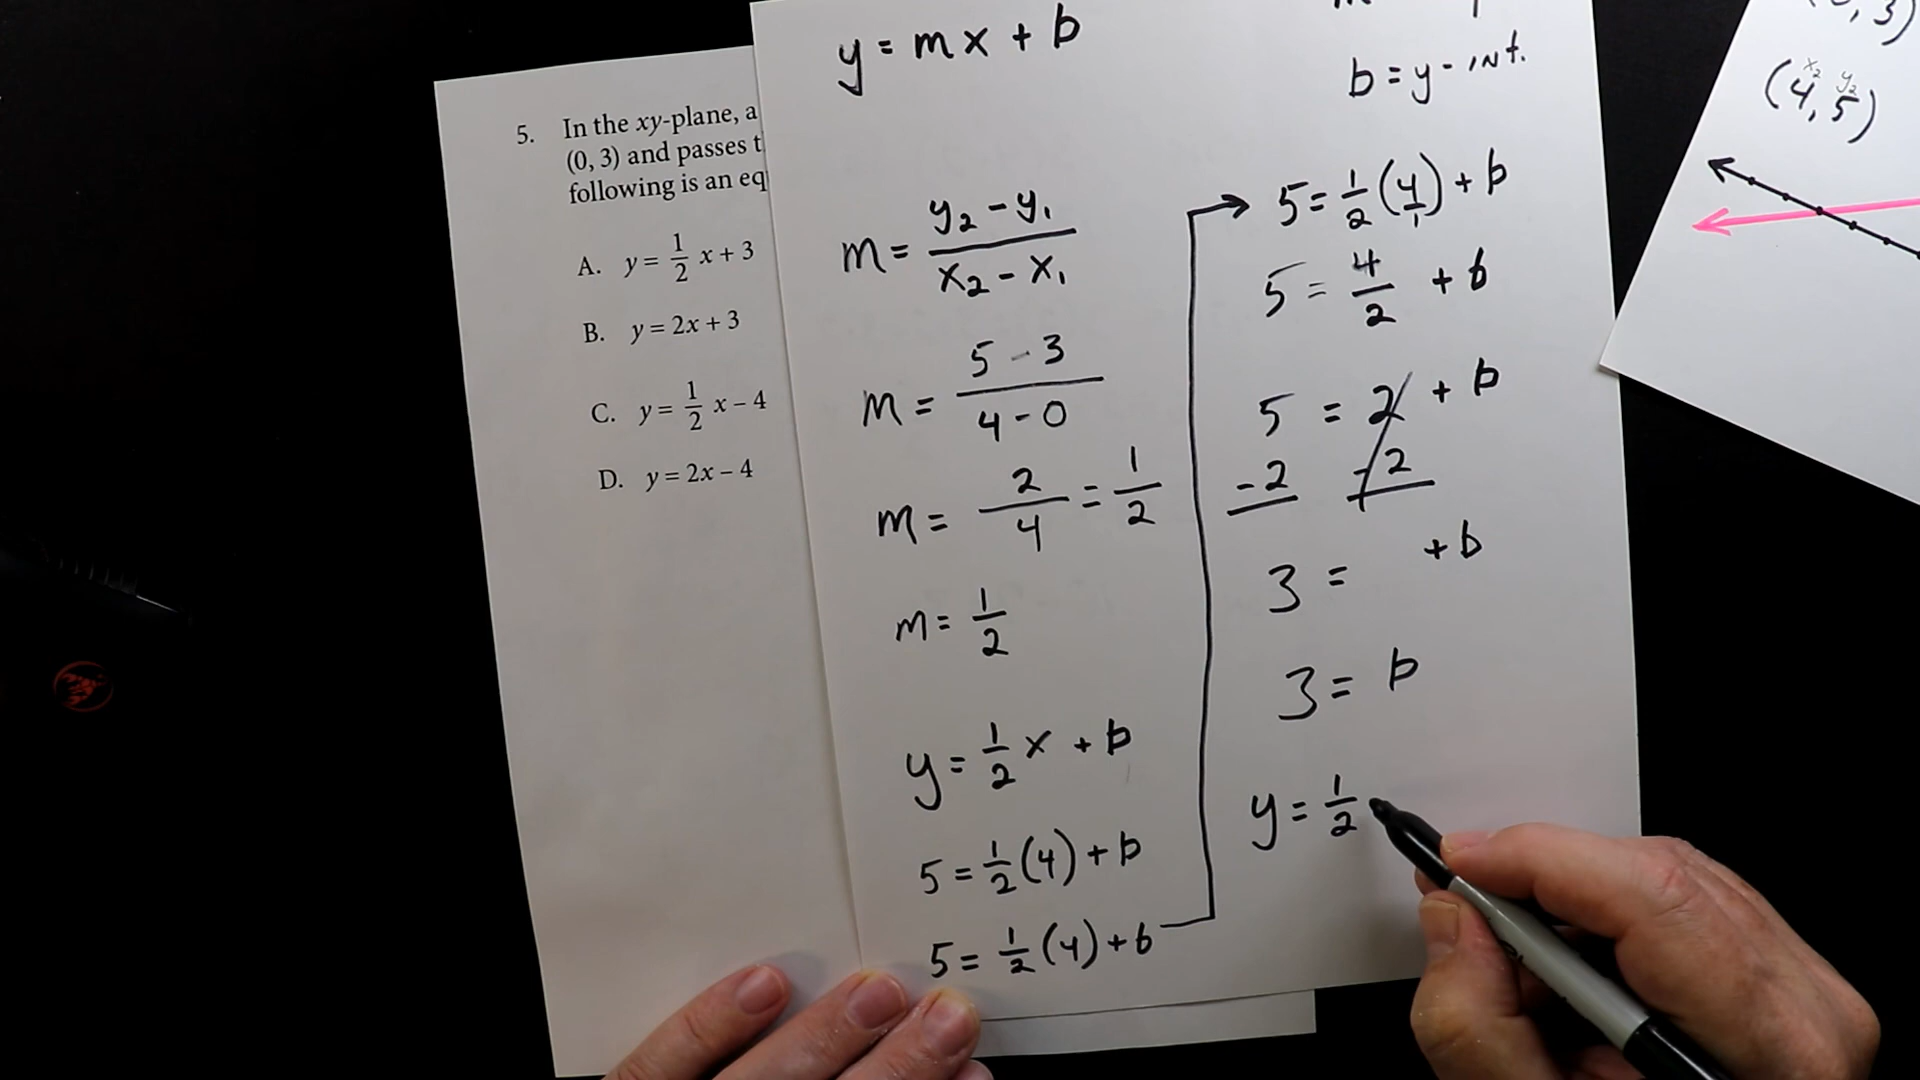 5. In the xy-plane, a
(0, 3) and passes t
following is an eq
A. y = 1/2 x + 3
B. y = 2x + 3
C. y = 1/2 x – 4
D. y = 2x – 4
y = mx + b
m = (y₂ - y₁)/(x₂ - x₁)
m = (5 - 3)/(4 - 0)
m = 2/4 = 1/2
m = 1/2
y = 1/2 x + b
5 = 1/2 (4) + b
5 = 1/2 (4) + b
b = y-int.
5 = 1/2 (4/1) + b
5 = 4/2 + b
5 = 2 + b
-2 -2
3 = + b
3 = b
y = 1/2
, 3)
x₂ y₂
(4, 5)